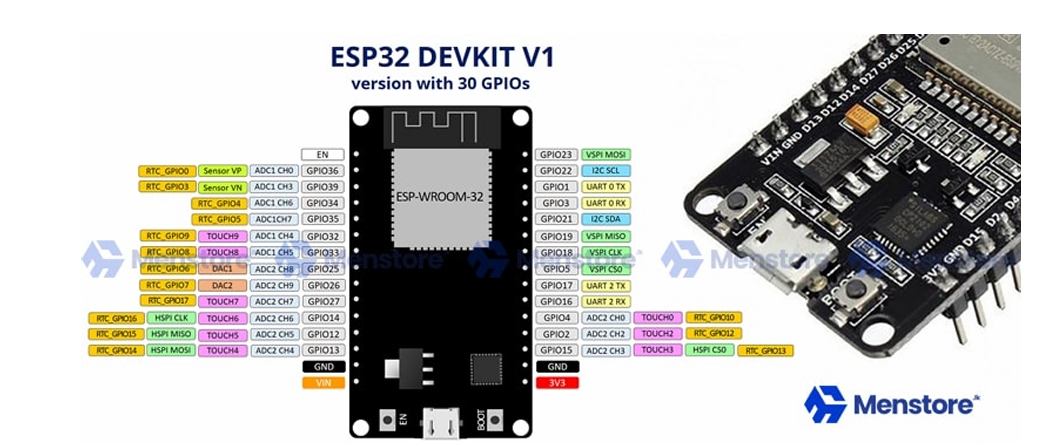 ESP32 DEVKIT V1
version with 30 GPIOs
EN
RTC_GPIO0 Sensor VP ADC1 CH0 GPIO36
RTC_GPIO3 Sensor VN ADC1 CH3 GPIO39
RTC_GPIO4 ADC1 CH6 GPIO34
RTC_GPIO5 ADC1CH7 GPIO35
RTC_GPIO9 TOUCH9 ADC1 CH4 GPIO32
RTC_GPIO8 TOUCH8 ADC1 CH5 GPIO33
RTC_GPIO6 DAC1 ADC2 CH8 GPIO25
RTC_GPIO7 DAC2 ADC2 CH9 GPIO26
RTC_GPIO17 TOUCH7 ADC2 CH7 GPIO27
RTC_GPIO16 HSPI CLK TOUCH6 ADC2 CH6 GPIO14
RTC_GPIO15 HSPI MISO TOUCH5 ADC2 CH5 GPIO12
RTC_GPIO14 HSPI MOSI TOUCH4 ADC2 CH4 GPIO13
GND
VIN
ESP-WROOM-32
EN
BOOT
GPIO23 VSPI MOSI
GPIO22 I2C SCL
GPIO1 UART 0 TX
GPIO3 UART 0 RX
GPIO21 I2C SDA
GPIO19 VSPI MISO
GPIO18 VSPI CLK
GPIO5 VSPI CS0
GPIO17 UART 2 TX
GPIO16 UART 2 RX
GPIO4 ADC2 CH0 TOUCH0 RTC_GPIO10
GPIO2 ADC2 CH2 TOUCH2 RTC_GPIO12
GPIO15 ADC2 CH3 TOUCH3 HSPI CS0 RTC_GPIO13
GND
3V3
VIN GND D13 D12 D14 D27 D26 D25
EN
3V3 GND D15
Menstore
Menstore
Menstore
Menstore
Menstore